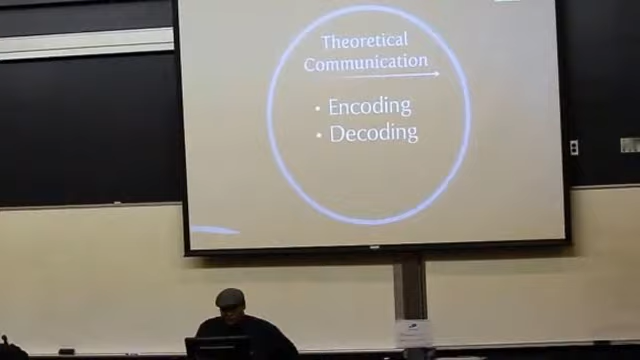 Theoretical
Communication
• Encoding
• Decoding